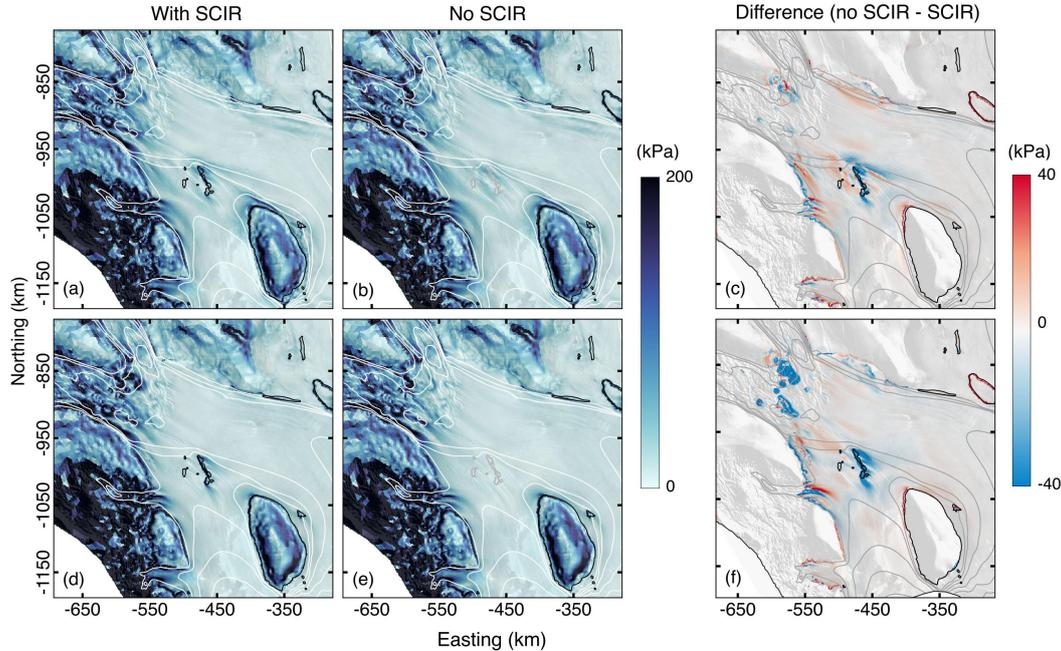 With SCIR
No SCIR
Difference (no SCIR - SCIR)
-850
-950
-1050
-1150
(a)
(b)
(kPa)
200
0
(c)
(kPa)
40
0
-40
Northing (km)
-850
-950
-1050
-1150
(d)
(e)
(f)
-650
-550
-450
-350
-650
-550
-450
-350
-650
-550
-450
-350
Easting (km)